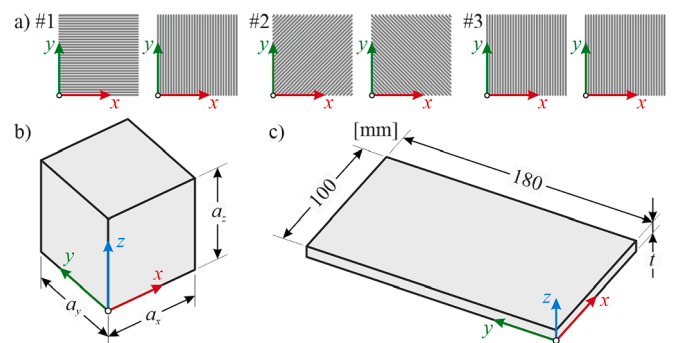 a) #1 #2 #3
y y y y y y
x x x x x x
b) c) [mm]
100 180
a_z
z
y x
t
z x
y
a_y a_x